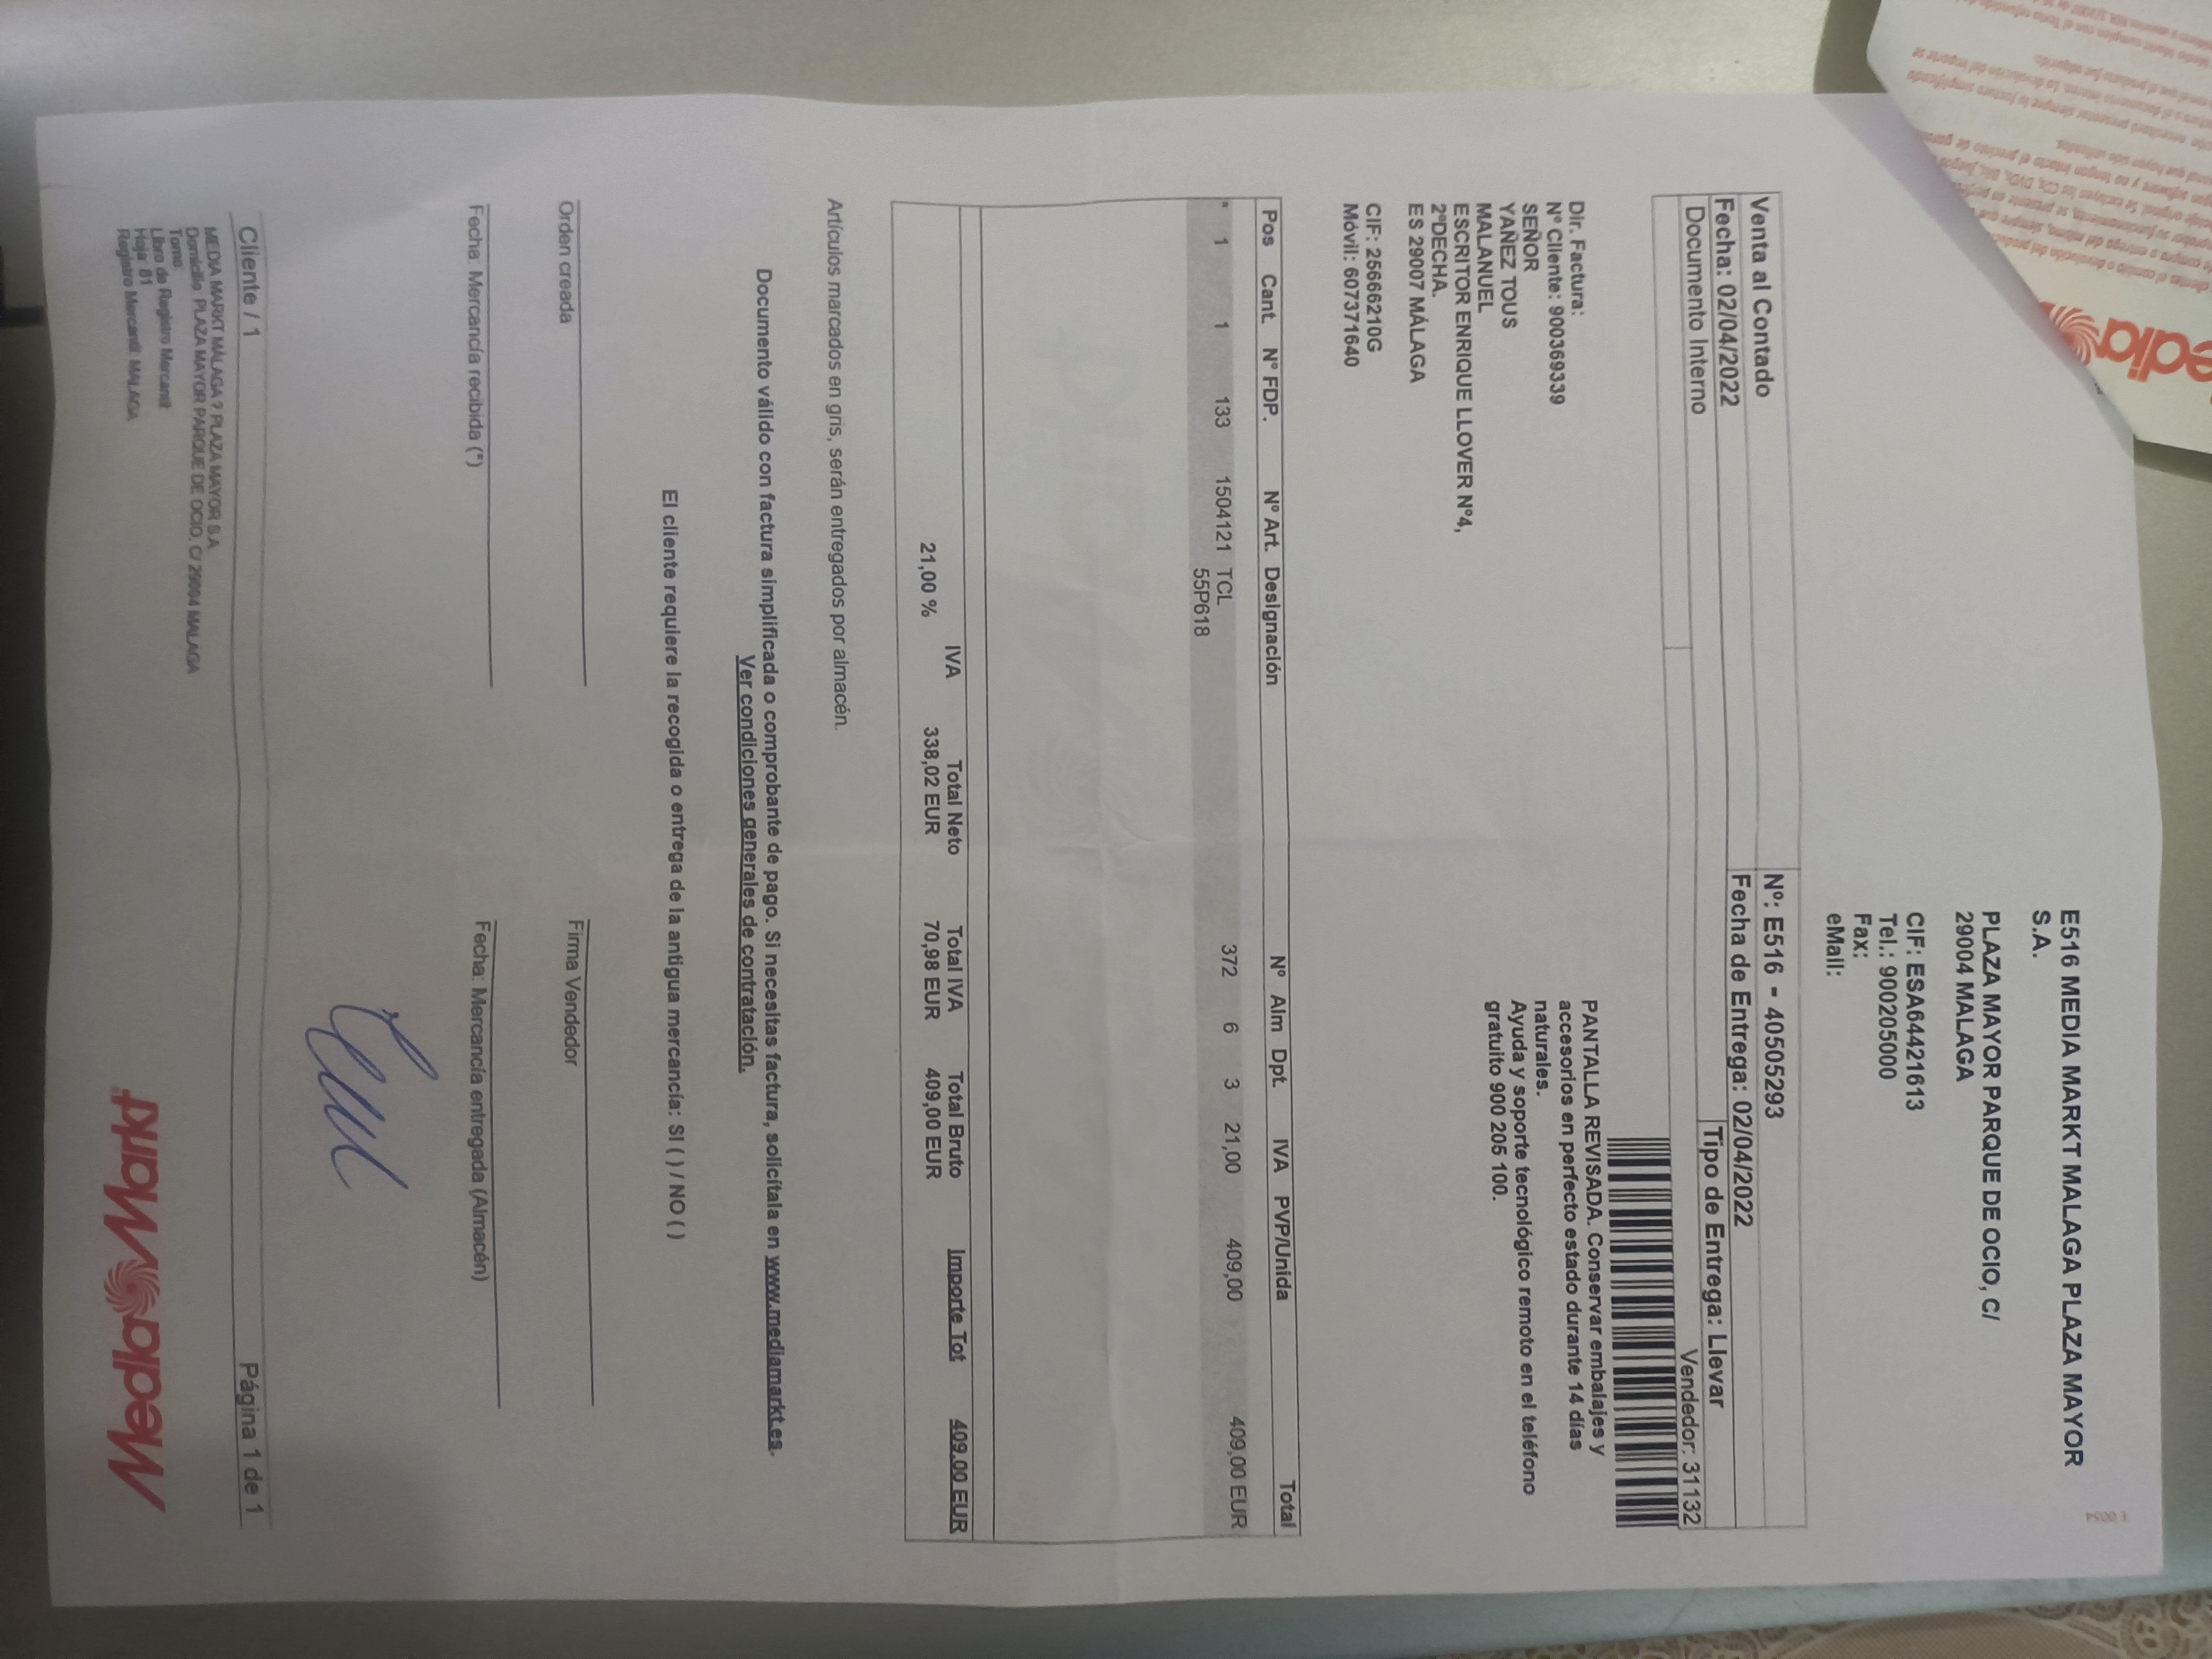 E516 MEDIA MARKT MALAGA PLAZA MAYOR
S.A.
PLAZA MAYOR PARQUE DE OCIO, C/
29004 MALAGA
CIF: ESA64421613
Tel.: 900205000
Fax:
eMail:
Venta al Contado
Nº: E516 - 40505293
Fecha: 02/04/2022
Fecha de Entrega: 02/04/2022
Documento Interno
Tipo de Entrega: Llevar
Vendedor: 31132
Dir. Factura:
Nº Cliente: 900369339
SEÑOR
YAÑEZ TOUS
MALANUEL
ESCRITOR ENRIQUE LLOVER Nº4,
2ºDECHA.
ES 29007 MÁLAGA
CIF: 25666210G
Móvil: 607371640
PANTALLA REVISADA. Conservar embalajes y
accesorios en perfecto estado durante 14 días
naturales.
Ayuda y soporte tecnológico remoto en el teléfono
gratuito 900 205 100.
Pos Cant. Nº FDP. Nº Art. Designación Nº Alm Dpt. IVA PVP/Unida Total
* 1 1 133 1504121 TCL 372 6 3 21,00 409,00 409,00 EUR
55P618
IVA Total Neto Total IVA Total Bruto Importe Tot 409,00 EUR
21,00 % 338,02 EUR 70,98 EUR 409,00 EUR
Artículos marcados en gris, serán entregados por almacén.
Documento válido con factura simplificada o comprobante de pago. Si necesitas factura, solicítala en www.mediamarkt.es.
Ver condiciones generales de contratación.
El cliente requiere la recogida o entrega de la antigua mercancía: SI ( ) / NO ( )
Orden creada
Firma Vendedor
Fecha: Mercancía recibida (*)
Fecha: Mercancía entregada (Almacén)
Cliente / 1
Página 1 de 1
MEDIA MARKT MÁLAGA ? PLAZA MAYOR S.A.
Domicilio: PLAZA MAYOR PARQUE DE OCIO, C/ 29004 MALAGA
Tomo:
Libro de Registro Mercantil:
Hoja: 81
Registro Mercantil: MALAGA
MediaMarkt